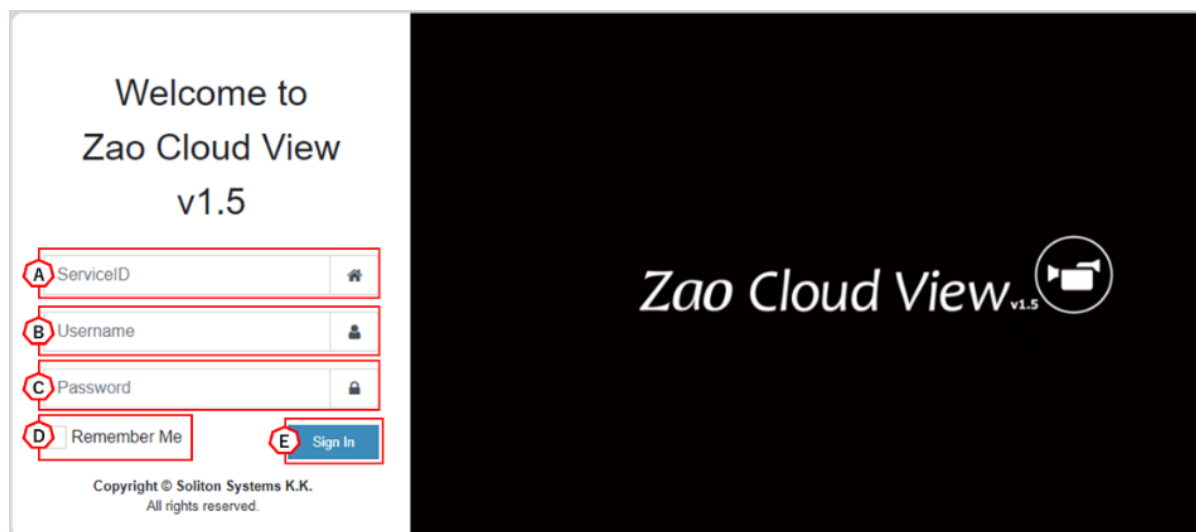 Welcome to
Zao Cloud View
v1.5
A ServiceID
B Username
C Password
D Remember Me
E Sign In
Copyright © Soliton Systems K.K.
All rights reserved.
Zao Cloud View v1.5